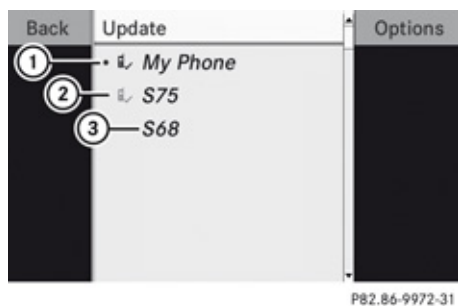 Back Update Options
1 • My Phone
2 S75
3 S68
P82.86-9972-31